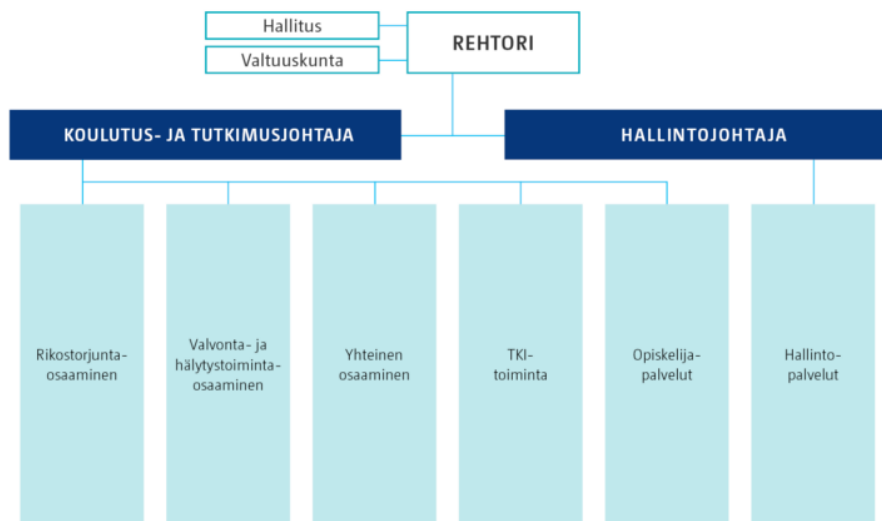 Hallitus
REHTORI
Valtuuskunta
KOULUTUS- JA TUTKIMUSJOHTAJA
HALLINTOJOHTAJA
Rikostorjunta-
osaaminen
Valvonta- ja
hälytystoiminta-
osaaminen
Yhteinen
osaaminen
TKI-
toiminta
Opiskelija-
palvelut
Hallinto-
palvelut